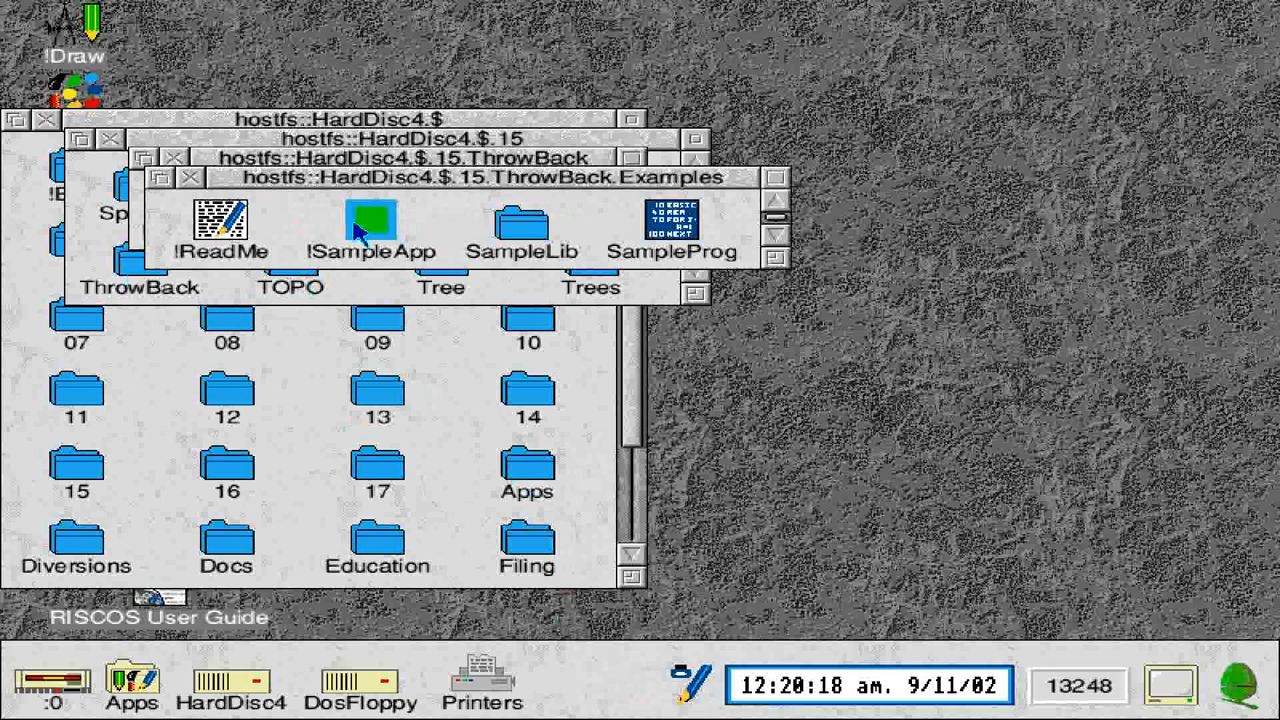 !Draw
hostfs::HardDisc4.$
hostfs::HardDisc4.$.15
hostfs::HardDisc4.$.15.ThrowBack
hostfs::HardDisc4.$.15.ThrowBack.Examples
!ReadMe !SampleApp SampleLib SampleProg
ThrowBack TOPO Tree Trees
07 08 09 10
11 12 13 14
15 16 17 Apps
Diversions Docs Education Filing
RISCOS User Guide
:0 Apps HardDisc4 DosFloppy Printers 12:20:18 am. 9/11/02 13248